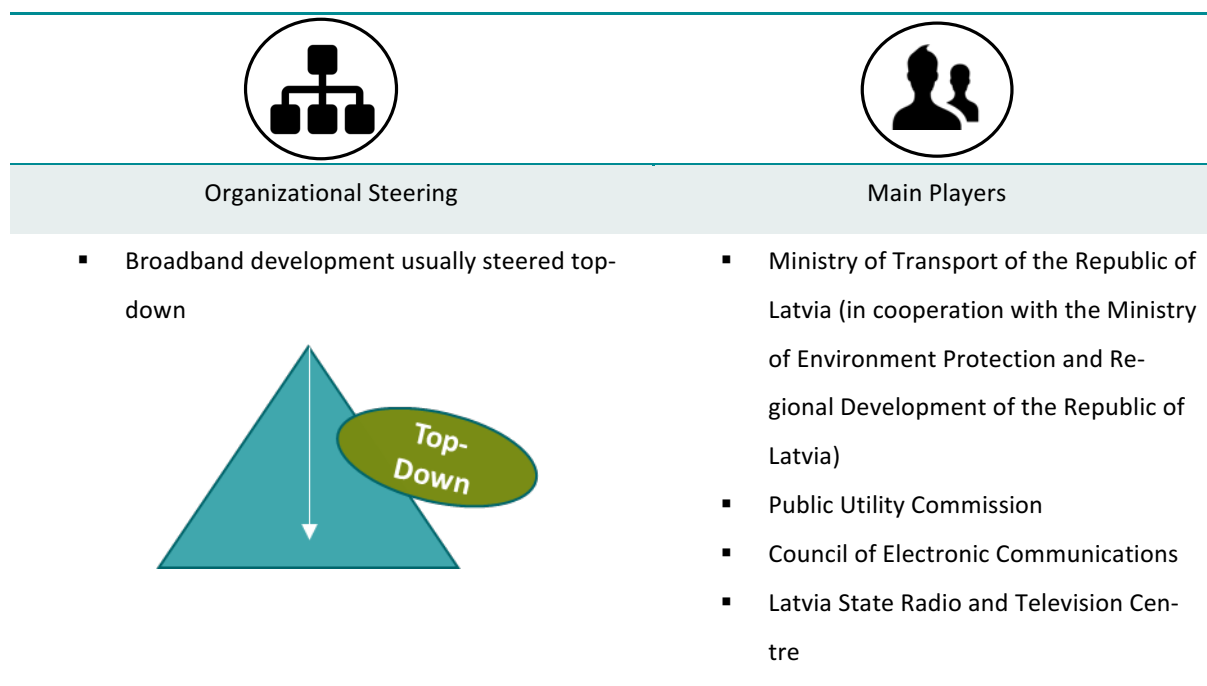 Organizational Steering
Main Players
▪ Broadband development usually steered top-
down
Top-
Down
▪ Ministry of Transport of the Republic of
Latvia (in cooperation with the Ministry
of Environment Protection and Re-
gional Development of the Republic of
Latvia)
▪ Public Utility Commission
▪ Council of Electronic Communications
▪ Latvia State Radio and Television Cen-
tre